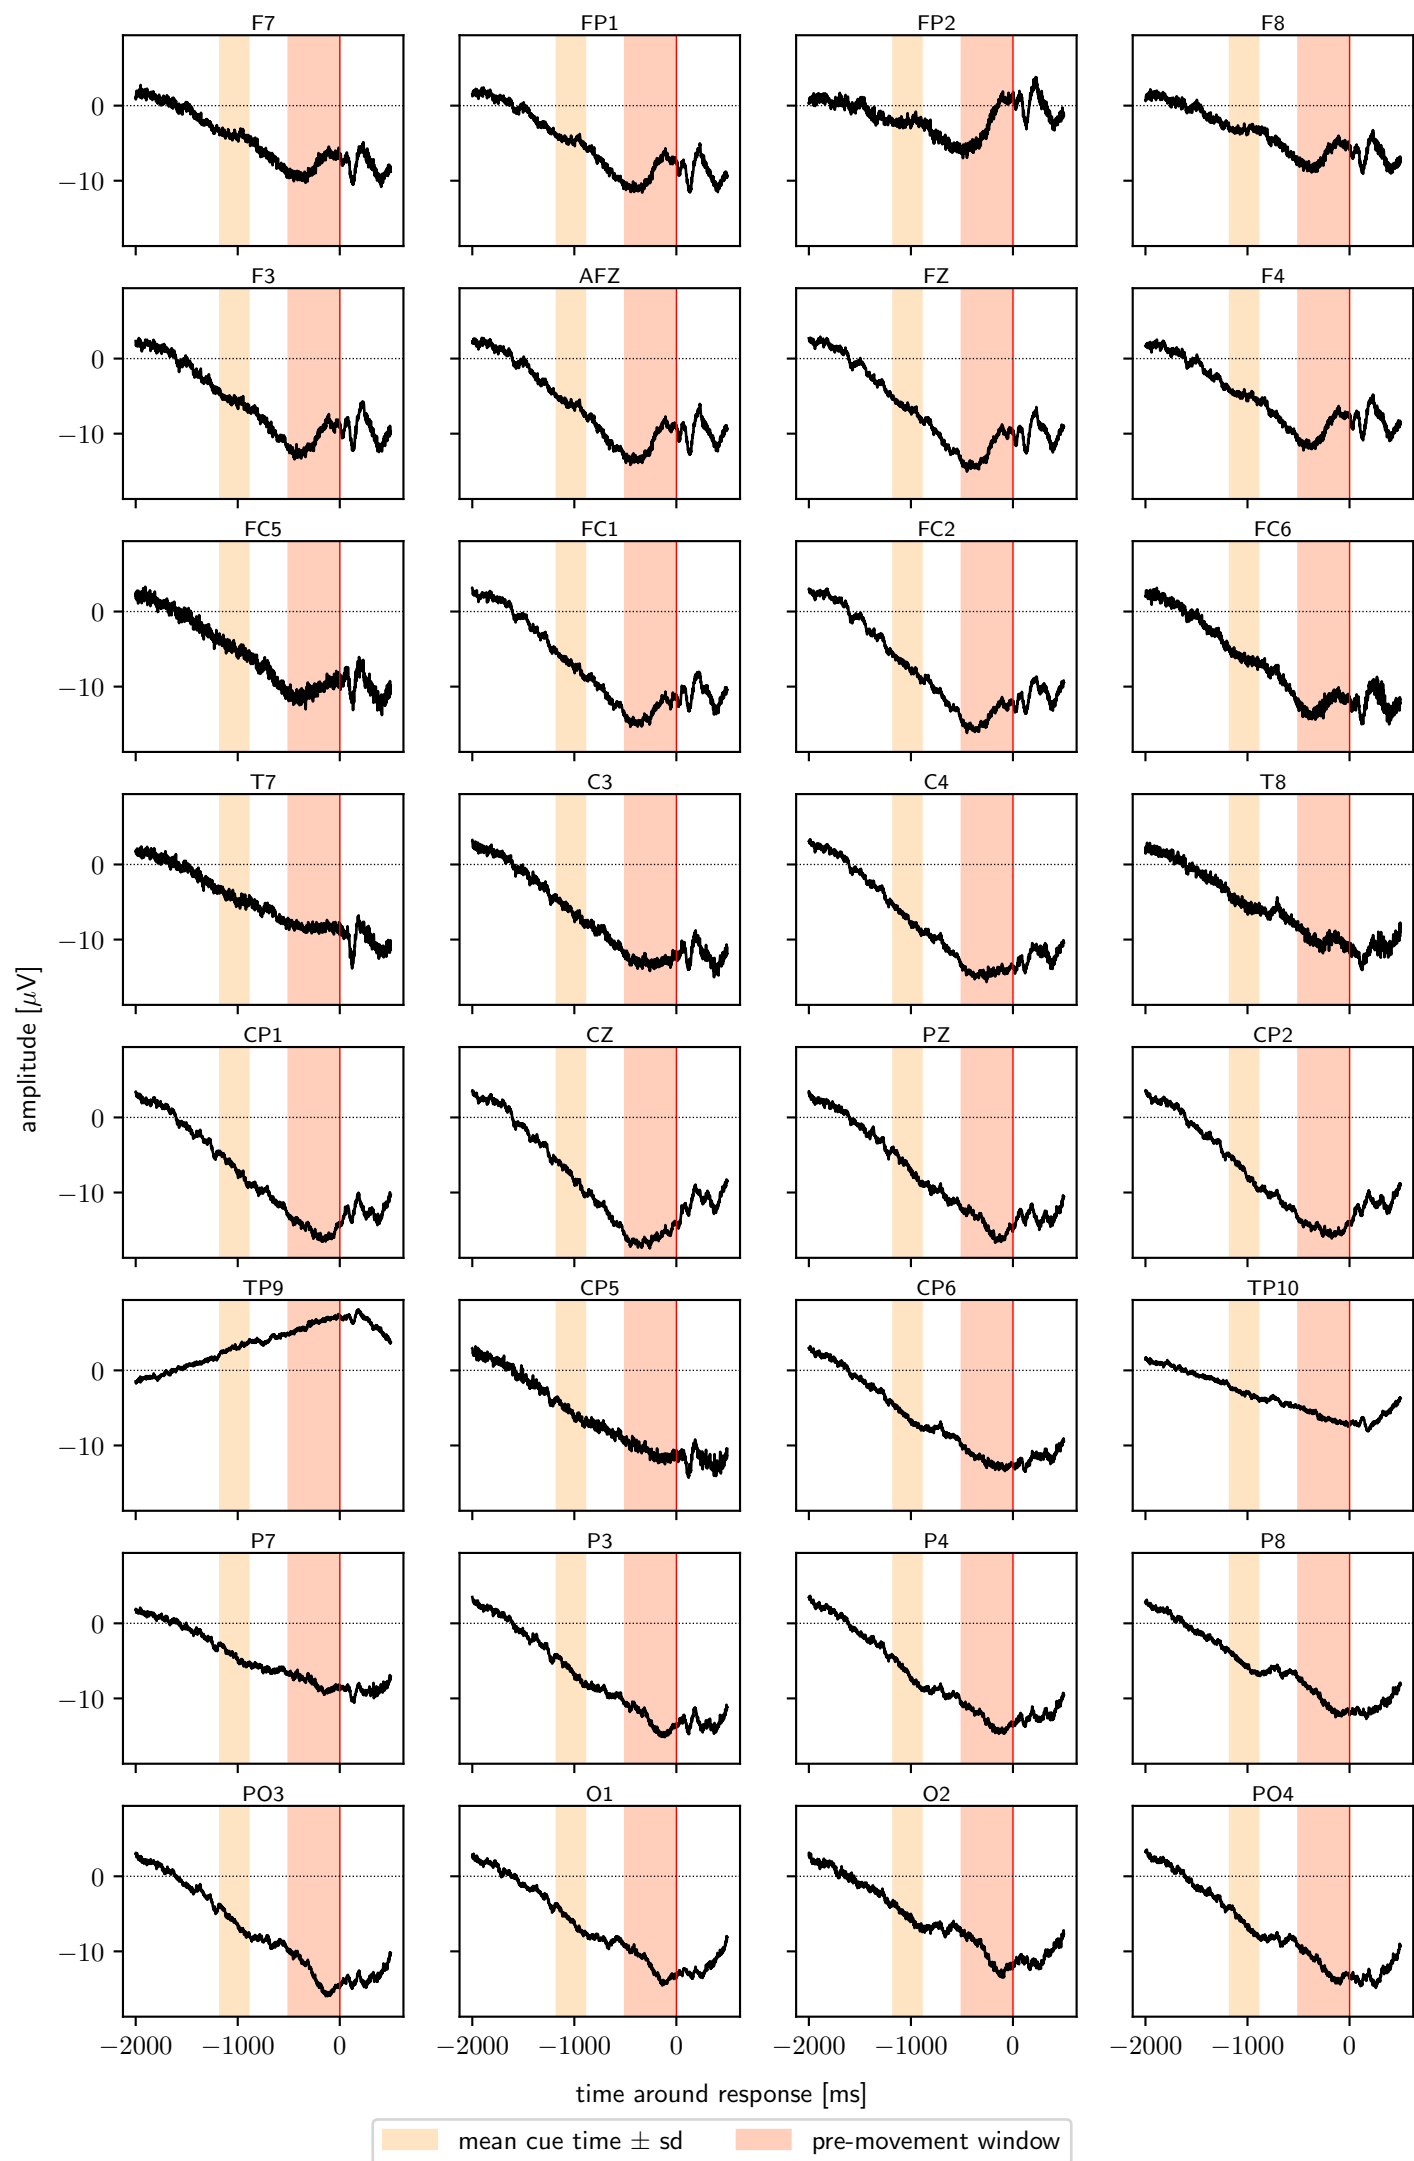 F7 FP1 FP2 F8
0
−10
F3 AFZ FZ F4
0
−10
FC5 FC1 FC2 FC6
0
−10
T7 C3 C4 T8
0
−10
amplitude [μV]
CP1 CZ PZ CP2
0
−10
TP9 CP5 CP6 TP10
0
−10
P7 P3 P4 P8
0
−10
PO3 O1 O2 PO4
0
−10
−2000 −1000 0 −2000 −1000 0 −2000 −1000 0 −2000 −1000 0
time around response [ms]
mean cue time ± sd pre-movement window